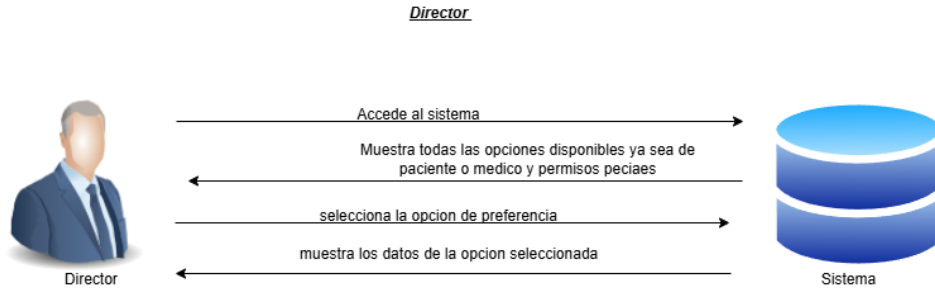 Director
Accede al sistema
Muestra todas las opciones disponibles ya sea de
paciente o medico y permisos peciaes
selecciona la opcion de preferencia
muestra los datos de la opcion seleccionada
Director
Sistema